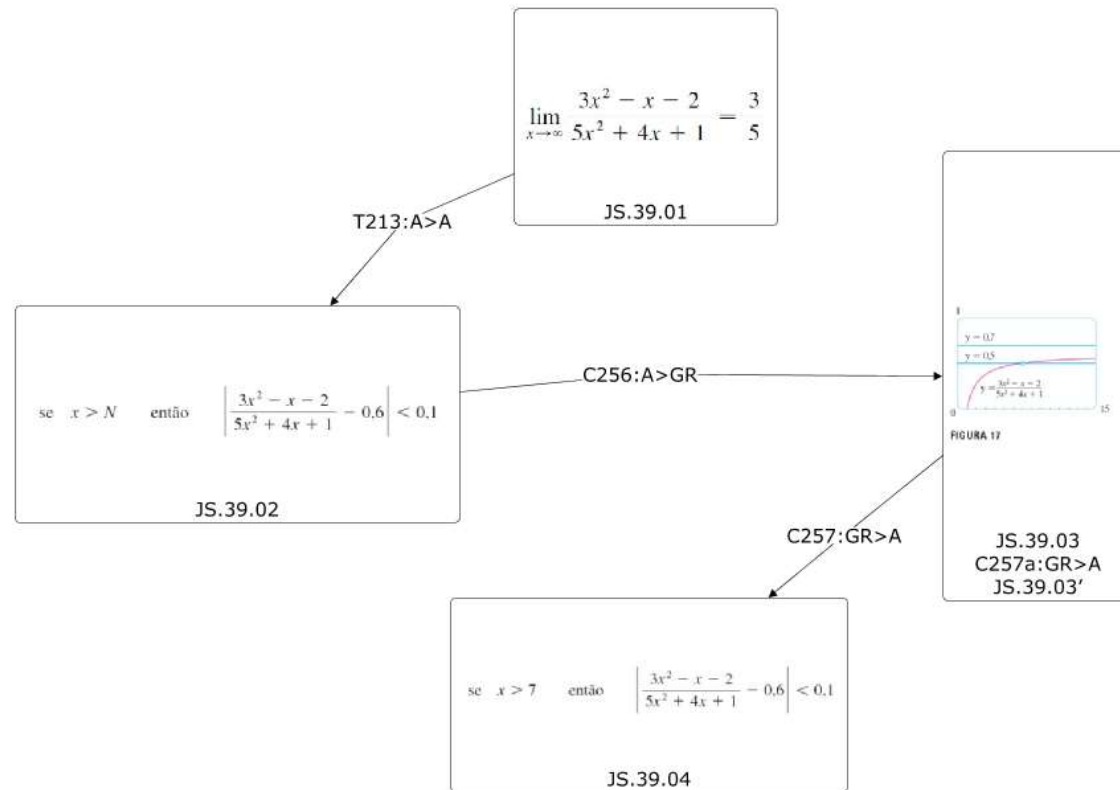 lim x→∞ 3x² − x − 2 / 5x² + 4x + 1 = 3 / 5
JS.39.01
T213:A>A
se x > N então | 3x² − x − 2 / 5x² + 4x + 1 − 0,6 | < 0,1
JS.39.02
C256:A>GR
1
y = 0,7
y = 0,5
y = 3x² − x − 2 / 5x² + 4x + 1
0
15
FIGURA 17
JS.39.03
C257a:GR>A
JS.39.03’
C257:GR>A
se x > 7 então | 3x² − x − 2 / 5x² + 4x + 1 − 0,6 | < 0,1
JS.39.04